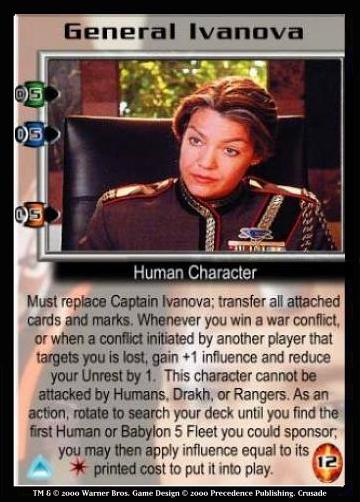 General Ivanova
5
5
5
Human Character
Must replace Captain Ivanova; transfer all attached
cards and marks. Whenever you win a war conflict,
or when a conflict initiated by another player that
targets you is lost, gain +1 influence and reduce
your Unrest by 1. This character cannot be
attacked by Humans, Drakh, or Rangers. As an
action, rotate to search your deck until you find the
first Human or Babylon 5 Fleet you could sponsor;
you may then apply influence equal to its
printed cost to put it into play.
12
TM & © 2000 Warner Bros. Game Design © 2000 Precedence Publishing. Crusade